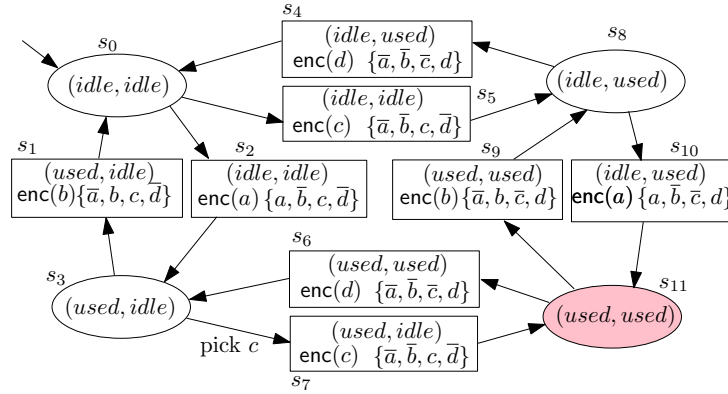 s₄
(idle, used)
enc(d) {a̅, b̅, c̅, d}
s₀
(idle, idle)
s₈
(idle, used)
s₅
(idle, idle)
enc(c) {a̅, b̅, c, d̅}
s₁
(used, idle)
enc(b){a̅, b, c, d̅}
s₂
(idle, idle)
enc(a) {a, b̅, c, d̅}
s₉
(used, used)
enc(b){a̅, b, c̅, d}
s₁₀
(idle, used)
enc(a) {a, b̅, c̅, d}
s₆
(used, used)
enc(d) {a̅, b̅, c̅, d}
s₃
(used, idle)
s₁₁
(used, used)
pick c
(used, idle)
enc(c) {a̅, b̅, c, d̅}
s₇